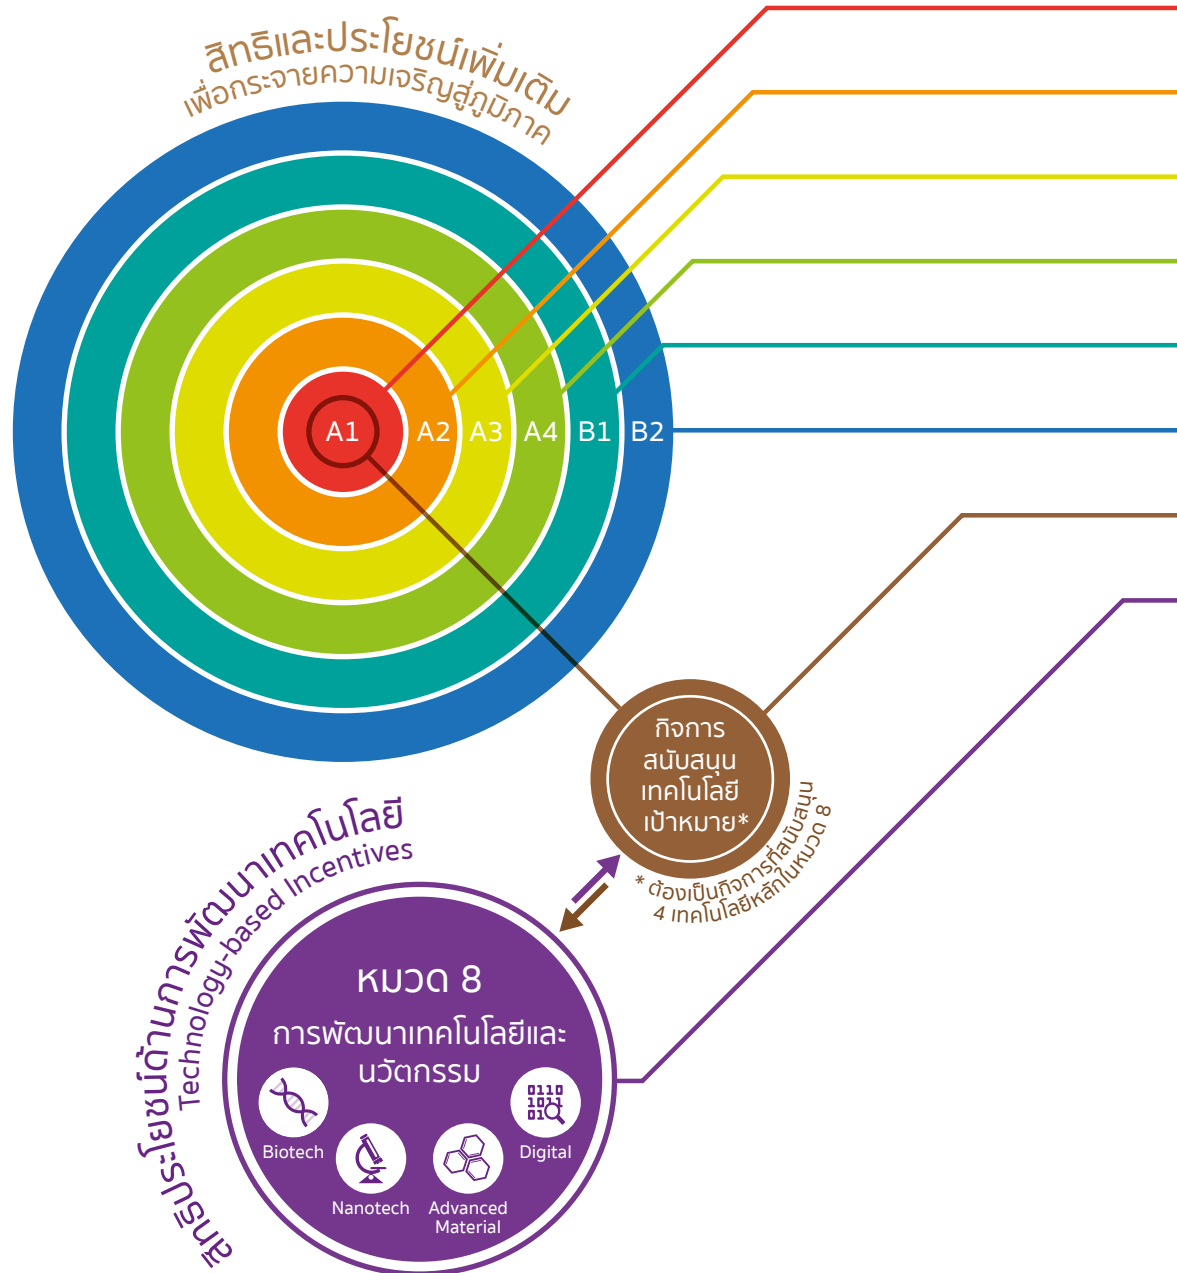 สิทธิและประโยชน์เพิ่มเติม
เพื่อกระจายความเจริญสู่ภูมิภาค
A1
A2
A3
A4
B1
B2
กิจการ
สนับสนุน
เทคโนโลยี
เป้าหมาย*
* ต้องเป็นกิจการที่สนับสนุน
4 เทคโนโลยีหลักในหมวด 8
สิทธิประโยชน์ด้านการพัฒนาเทคโนโลยี
Technology-based Incentives
หมวด 8
การพัฒนาเทคโนโลยีและ
นวัตกรรม
0110
1011
01
Biotech
Nanotech
Advanced
Material
Digital